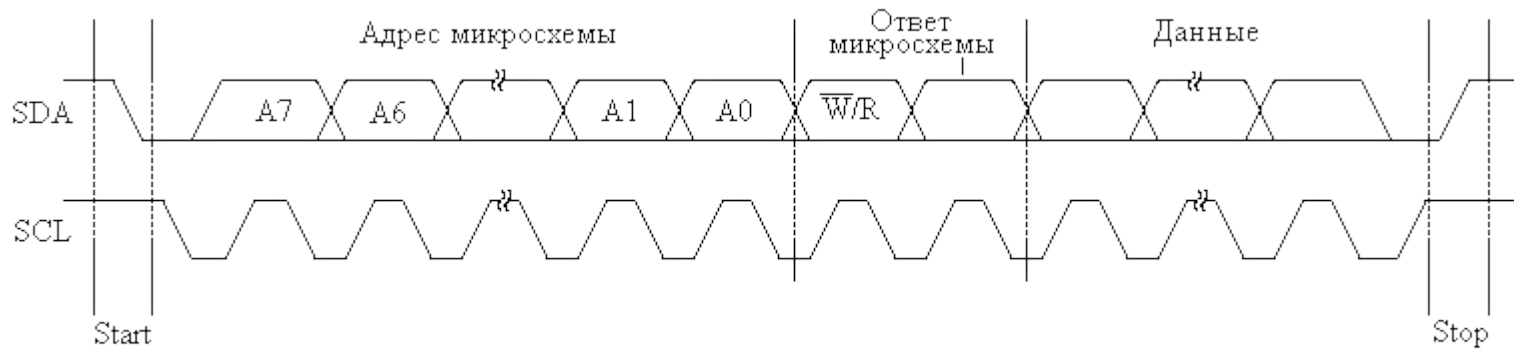 Адрес микросхемы
Ответ
микросхемы
Данные
SDA
A7
A6
A1
A0
W̅/R
SCL
Start
Stop